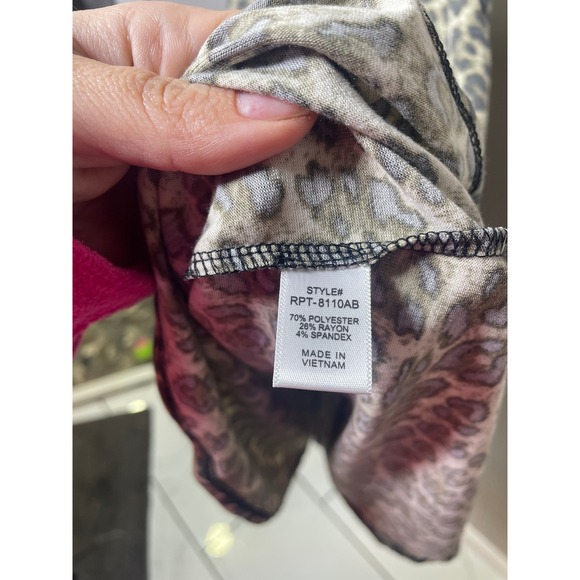 STYLE#
RPT-8110AB
70% POLYESTER
26% RAYON
4% SPANDEX
MADE IN
VIETNAM